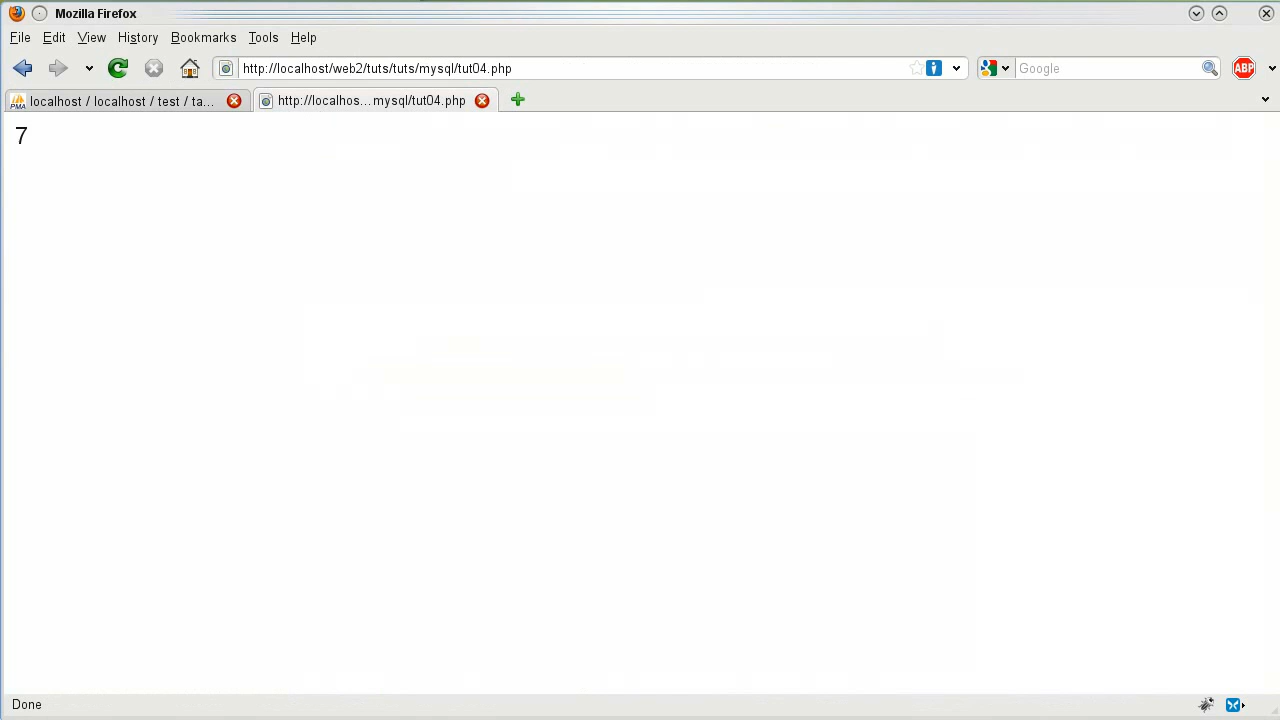 Mozilla Firefox
File Edit View History Bookmarks Tools Help
http://localhost/web2/tuts/tuts/mysql/tut04.php Google ABP
PMA localhost / localhost / test / ta... http://localhos... mysql/tut04.php
7
Done